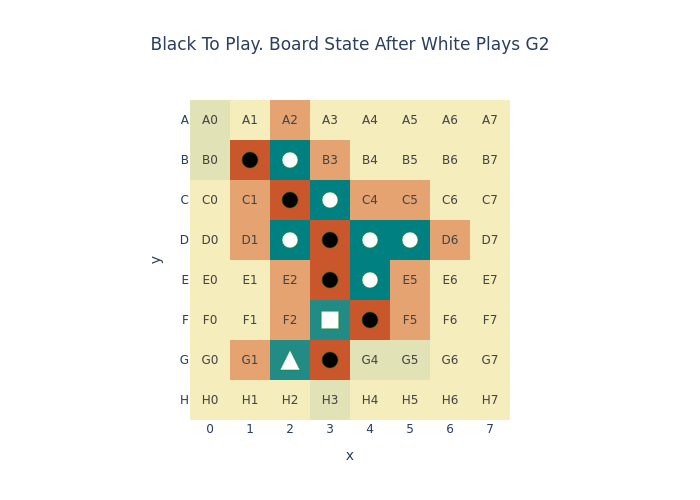 Black To Play. Board State After White Plays G2
A A0 A1 A2 A3 A4 A5 A6 A7
B B0 B3 B4 B5 B6 B7
C C0 C1 C4 C5 C6 C7
D D0 D1 D6 D7
y
E E0 E1 E2 E5 E6 E7
F F0 F1 F2 F5 F6 F7
G G0 G1 G4 G5 G6 G7
H H0 H1 H2 H3 H4 H5 H6 H7
0 1 2 3 4 5 6 7
x